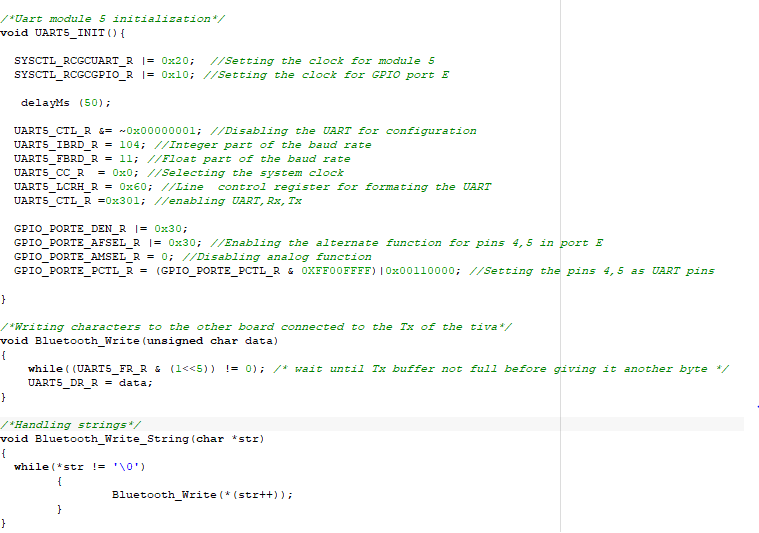 /*Uart module 5 initialization*/
void UART5_INIT(){
SYSCTL_RCGCUART_R |= 0x20; //Setting the clock for module 5
SYSCTL_RCGCGPIO_R |= 0x10; //Setting the clock for GPIO port E
delayMs (50);
UART5_CTL_R &= ~0x00000001; //Disabling the UART for configuration
UART5_IBRD_R = 104; //Integer part of the baud rate
UART5_FBRD_R = 11; //Float part of the baud rate
UART5_CC_R = 0x0; //Selecting the system clock
UART5_LCRH_R = 0x60; //Line control register for formating the UART
UART5_CTL_R =0x301; //enabling UART,Rx,Tx
GPIO_PORTE_DEN_R |= 0x30;
GPIO_PORTE_AFSEL_R |= 0x30; //Enabling the alternate function for pins 4,5 in port E
GPIO_PORTE_AMSEL_R = 0; //Disabling analog function
GPIO_PORTE_PCTL_R = (GPIO_PORTE_PCTL_R & 0XFF00FFFF)|0x00110000; //Setting the pins 4,5 as UART pins
}
/*Writing characters to the other board connected to the Tx of the tiva*/
void Bluetooth_Write(unsigned char data)
{
while((UART5_FR_R & (1<<5)) != 0); /* wait until Tx buffer not full before giving it another byte */
UART5_DR_R = data;
}
/*Handling strings*/
void Bluetooth_Write_String(char *str)
{
while(*str != '\0')
{
Bluetooth_Write(*(str++));
}
}